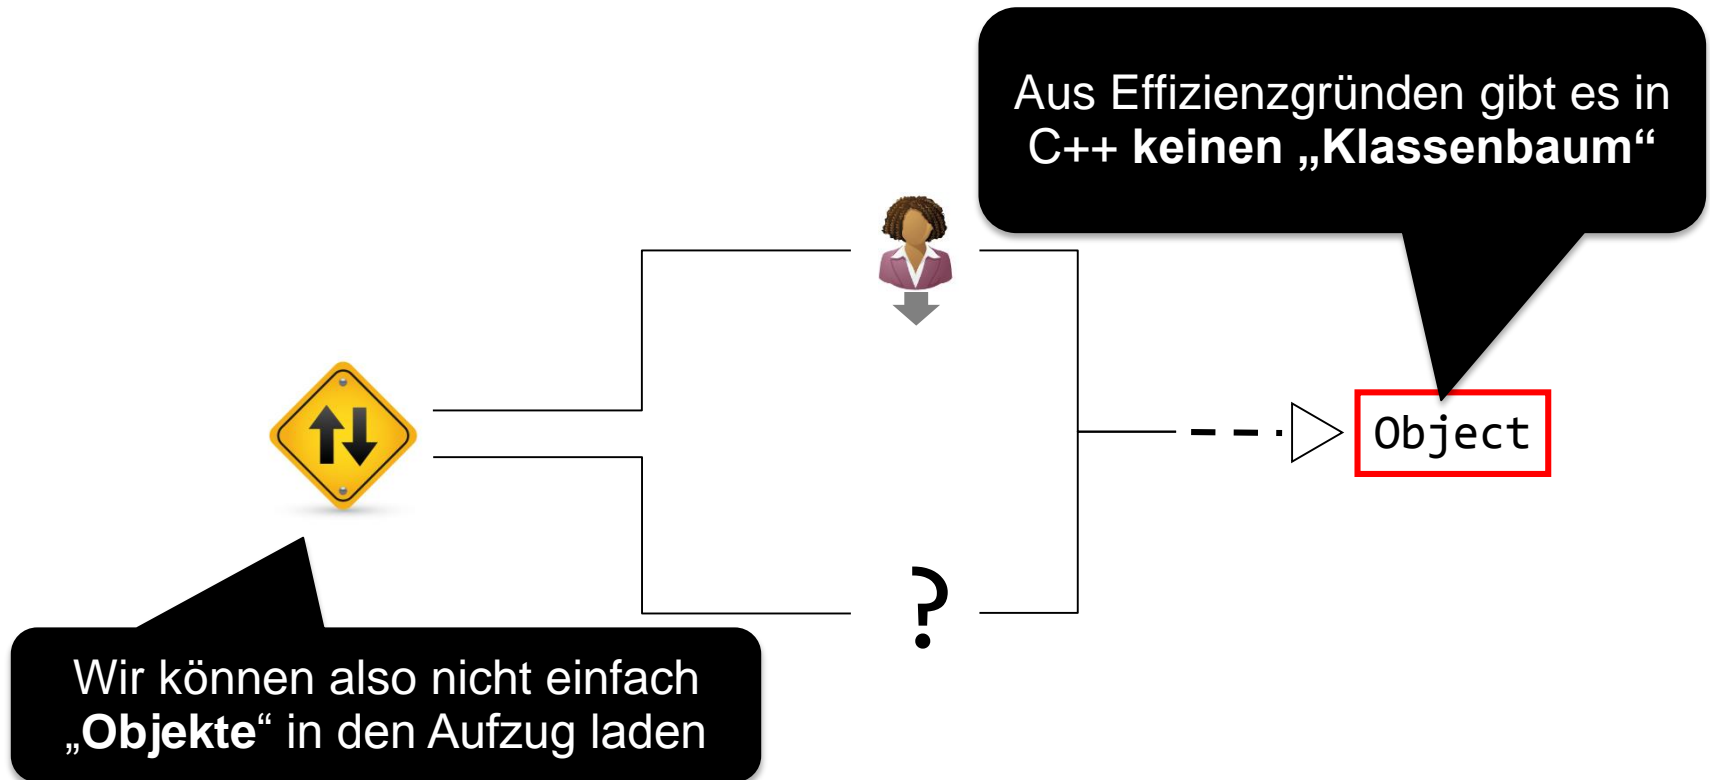 Aus Effizienzgründen gibt es in
C++ keinen „Klassenbaum“
Object
?
Wir können also nicht einfach
„Objekte“ in den Aufzug laden